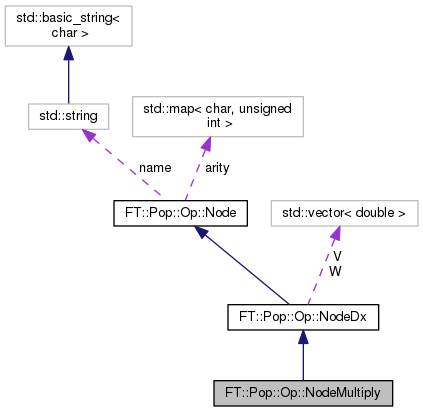 std::basic_string<
char >
std::string
std::map< char, unsigned
int >
name
arity
FT::Pop::Op::Node
std::vector< double >
V
W
FT::Pop::Op::NodeDx
FT::Pop::Op::NodeMultiply